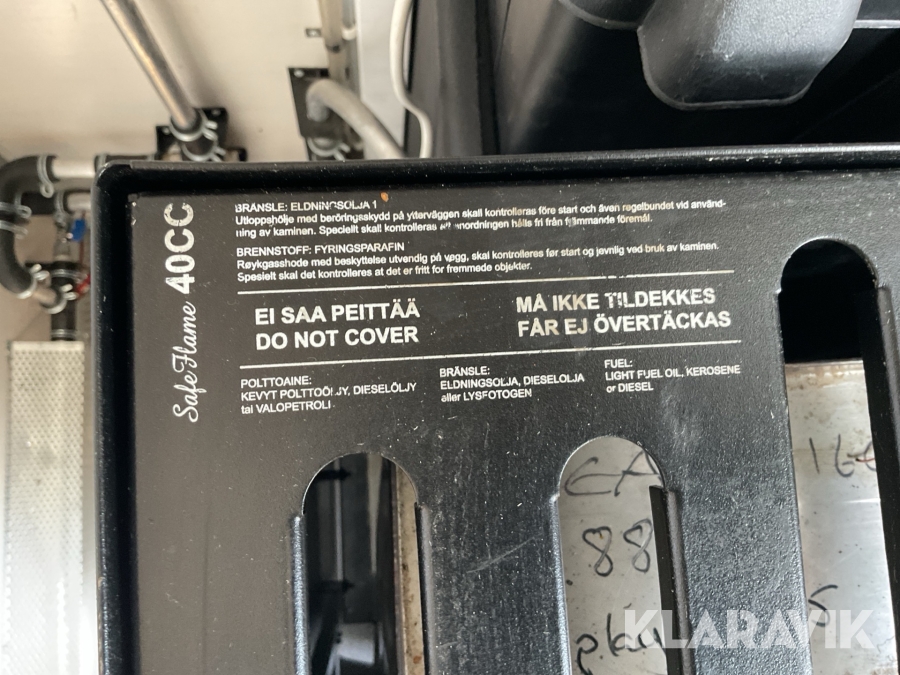 SafeFlame 40CC
BRÄNSLE: ELDNINGSOLJA 1
Utloppshölje med beröringsskydd på ytterväggen skall kontrolleras före start och även regelbundet vid använd-
ning av kaminen. Speciellt skall kontrolleras att anordningen hålls fri från främmande föremål.
BRENNSTOFF: FYRINGSPARAFIN
Røykgasshode med beskyttelse utvendig på vegg, skal kontrolleres før start og jevnlig ved bruk av kaminen.
Spesielt skal det kontrolleres at det er fritt for fremmede objekter.
EI SAA PEITTÄÄ
DO NOT COVER
MÅ IKKE TILDEKKES
FÅR EJ ÖVERTÄCKAS
POLTTOAINE:
KEVYT POLTTOÖLJY, DIESELÖLJY
tai VALOPETROLI
BRÄNSLE:
ELDNINGSOLJA, DIESELOLJA
aller LYSFOTOGEN
FUEL:
LIGHT FUEL OIL, KEROSENE
or DIESEL
CA
166
88
KLARAVIK